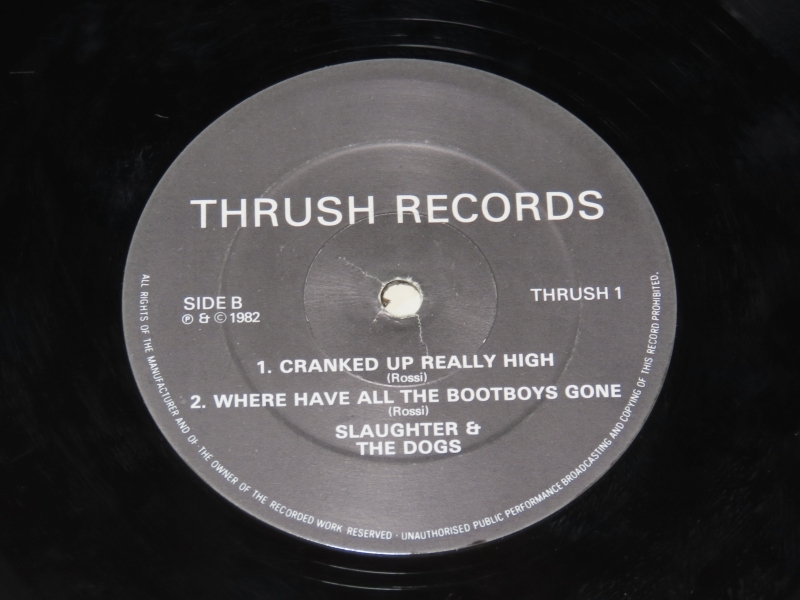 THRUSH RECORDS
SIDE B
℗ & © 1982
THRUSH 1
1. CRANKED UP REALLY HIGH
(Rossi)
2. WHERE HAVE ALL THE BOOTBOYS GONE
(Rossi)
SLAUGHTER &
THE DOGS
ALL RIGHTS OF THE MANUFACTURER AND OF THE OWNER OF THE RECORDED WORK RESERVED · UNAUTHORISED PUBLIC PERFORMANCE BROADCASTING AND COPYING OF THIS RECORD PROHIBITED.